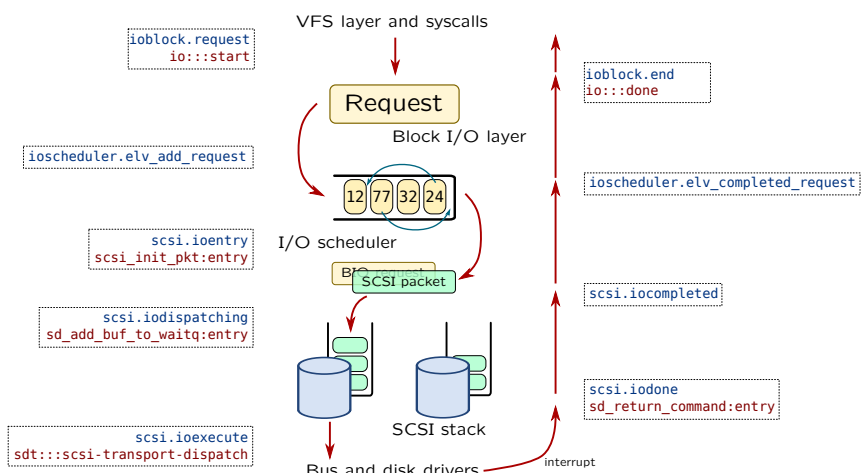 VFS layer and syscalls
ioblock.request
io:::start
ioblock.end
io:::done
Request
Block I/O layer
ioscheduler.elv_add_request
ioscheduler.elv_completed_request
12 77 32 24
scsi.ioentry
scsi_init_pkt:entry
I/O scheduler
BIO request
SCSI packet
scsi.iocompleted
scsi.iodispatching
sd_add_buf_to_waitq:entry
scsi.iodone
sd_return_command:entry
SCSI stack
scsi.ioexecute
sdt:::scsi-transport-dispatch
Bus and disk drivers
interrupt